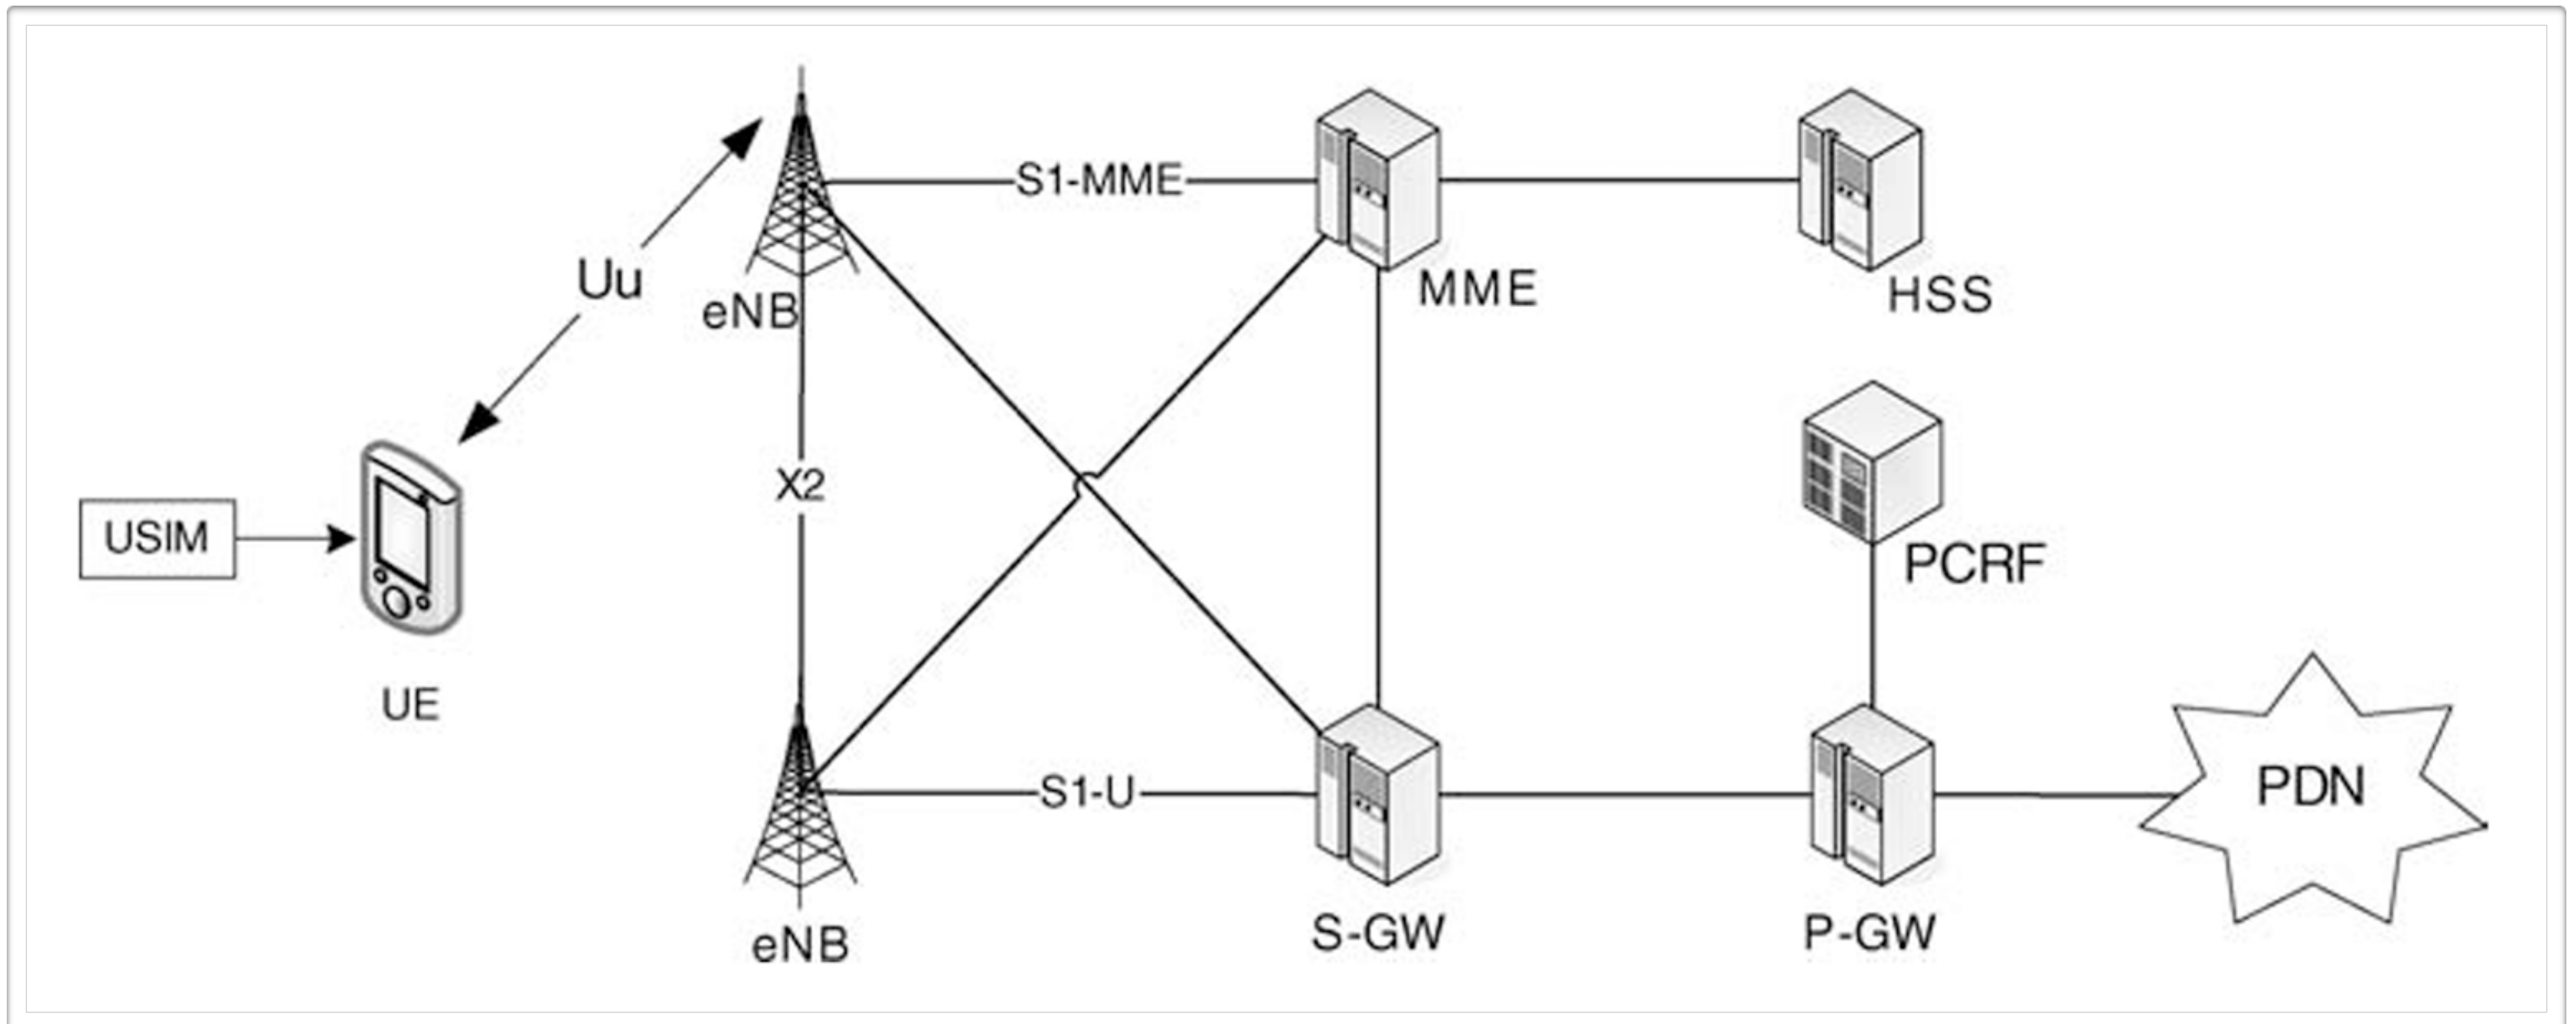 S1-MME
Uu
MME
HSS
eNB
X2
USIM
PCRF
UE
S1-U
PDN
eNB
S-GW
P-GW